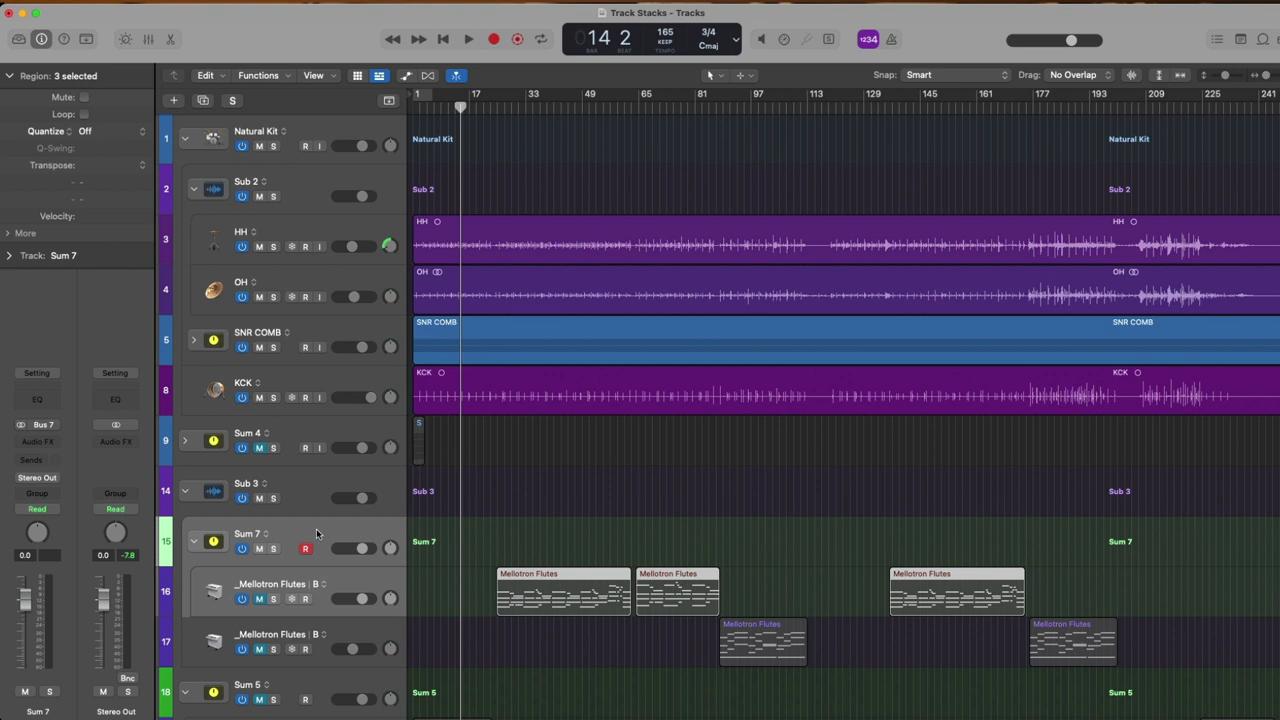 Track Stacks - Tracks
14 2
BAR BEAT
165
KEEP
TEMPO
3/4
Cmaj
1234
Region: 3 selected
Edit Functions View
Snap: Smart
Drag: No Overlap
Mute:
Loop:
Quantize Off
Q-Swing:
Transpose:
Velocity:
More
Track: Sum 7
S
1 17 33 49 65 81 97 113 129 145 161 177 193 209 225 241
1 Natural Kit
M S R I
Natural Kit Natural Kit
2 Sub 2
M S
Sub 2 Sub 2
3 HH
M S R I
HH HH
4 OH
M S R I
OH OH
5 SNR COMB
M S R I
SNR COMB SNR COMB
8 KCK
M S R I
KCK KCK
9 Sum 4
M S R I
S
14 Sub 3
M S
Sub 3 Sub 3
15 Sum 7
M S R
Sum 7 Sum 7
16 _Mellotron Flutes | B
M S R
Mellotron Flutes Mellotron Flutes Mellotron Flutes
17 _Mellotron Flutes | B
M S R
Mellotron Flutes Mellotron Flutes
18 Sum 5
M S R
Sum 5 Sum 5
Setting Setting
EQ EQ
Bus 7
Audio FX Audio FX
Sends
Stereo Out
Group Group
Read Read
0.0 0.0 -7.8
Bnc
M S M S
Sum 7 Stereo Out